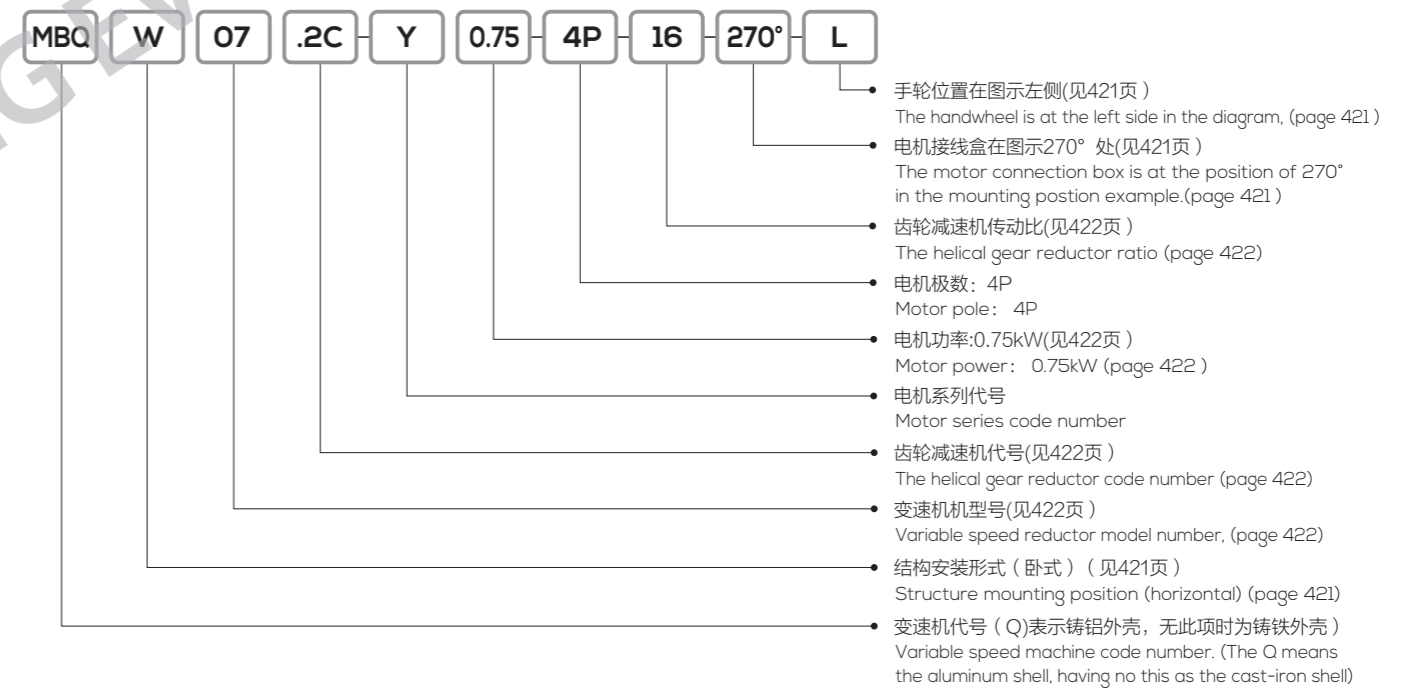 MBQ W 07 .2C - Y 0.75 - 4P - 16 - 270° - L
手轮位置在图示左侧(见421页）
The handwheel is at the left side in the diagram, (page 421 )
电机接线盒在图示270° 处(见421页）
The motor connection box is at the position of 270°
in the mounting postion example.(page 421 )
齿轮减速机传动比(见422页）
The helical gear reductor ratio (page 422)
电机极数：4P
Motor pole： 4P
电机功率:0.75kW(见422页）
Motor power： 0.75kW (page 422 )
电机系列代号
Motor series code number
齿轮减速机代号(见422页）
The helical gear reductor code number (page 422)
变速机机型号(见422页）
Variable speed reductor model number, (page 422)
结构安装形式（卧式）（见421页）
Structure mounting position (horizontal) (page 421)
变速机代号（Q)表示铸铝外壳，无此项时为铸铁外壳）
Variable speed machine code number. (The Q means
the aluminum shell, having no this as the cast-iron shell)